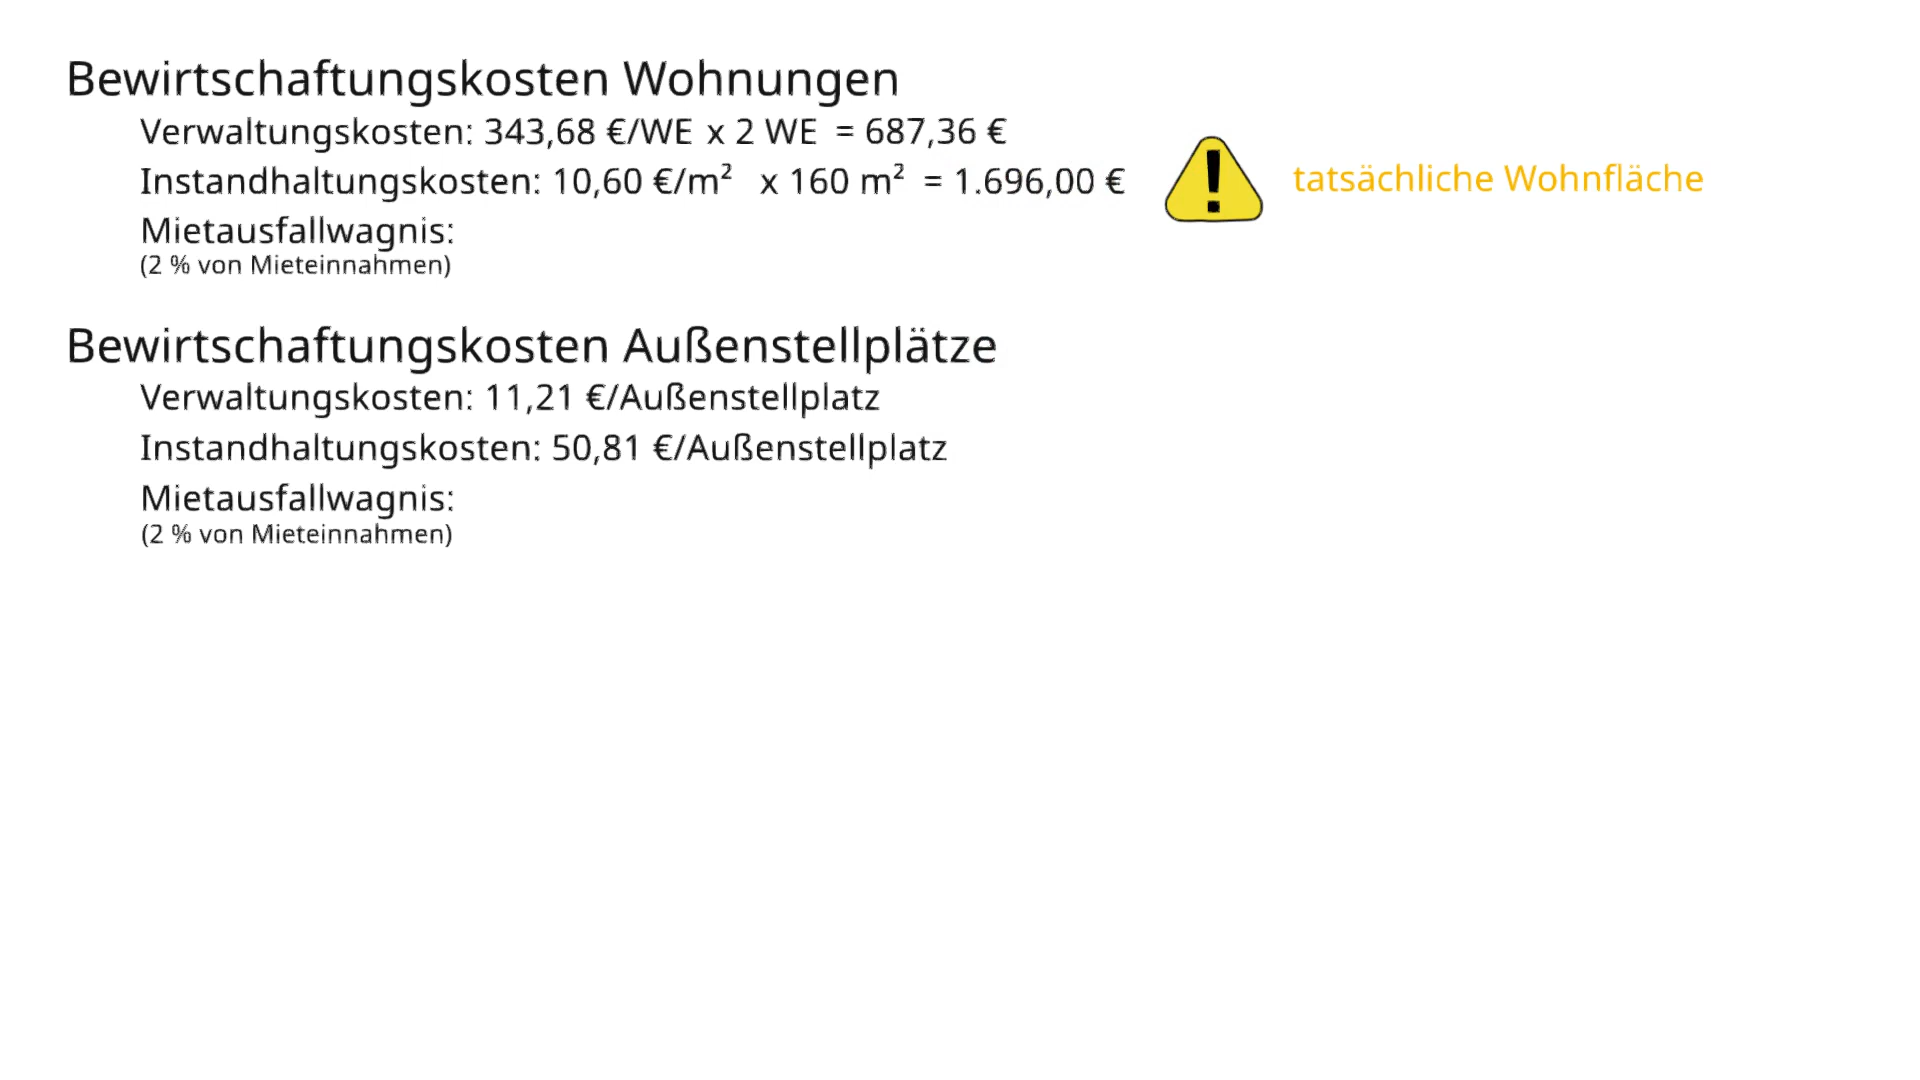 Bewirtschaftungskosten Wohnungen
Verwaltungskosten: 343,68 €/WE x 2 WE = 687,36 €
Instandhaltungskosten: 10,60 €/m² x 160 m² = 1.696,00 €
tatsächliche Wohnfläche
Mietausfallwagnis:
(2 % von Mieteinnahmen)
Bewirtschaftungskosten Außenstellplätze
Verwaltungskosten: 11,21 €/Außenstellplatz
Instandhaltungskosten: 50,81 €/Außenstellplatz
Mietausfallwagnis:
(2 % von Mieteinnahmen)